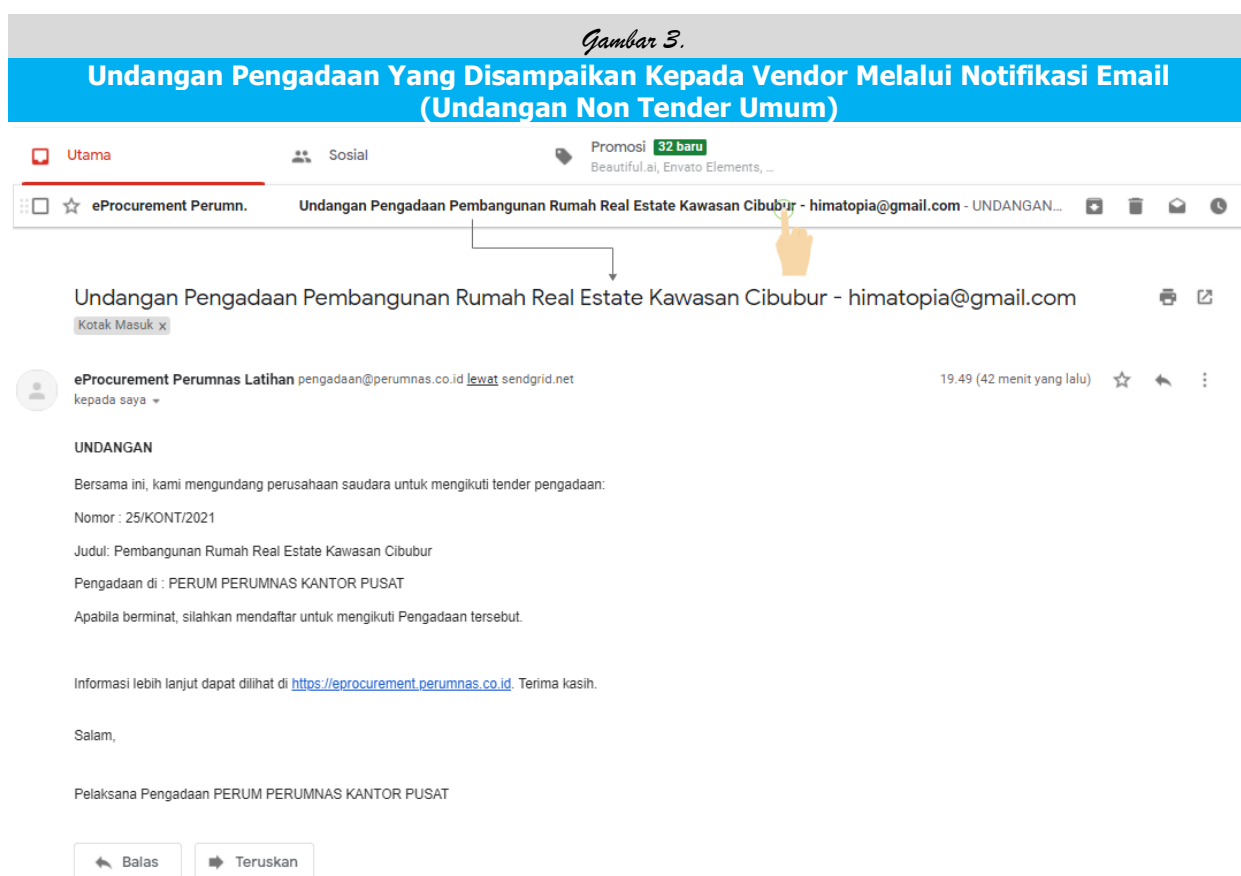 Gambar 3.
Undangan Pengadaan Yang Disampaikan Kepada Vendor Melalui Notifikasi Email
(Undangan Non Tender Umum)
Utama
Sosial
Promosi 32 baru
Beautiful.ai, Envato Elements, ...
eProcurement Perumn. Undangan Pengadaan Pembangunan Rumah Real Estate Kawasan Cibubur - himatopia@gmail.com - UNDANGAN...
Undangan Pengadaan Pembangunan Rumah Real Estate Kawasan Cibubur - himatopia@gmail.com
Kotak Masuk x
eProcurement Perumnas Latihan pengadaan@perumnas.co.id lewat sendgrid.net 19.49 (42 menit yang lalu)
kepada saya
UNDANGAN
Bersama ini, kami mengundang perusahaan saudara untuk mengikuti tender pengadaan:
Nomor : 25/KONT/2021
Judul: Pembangunan Rumah Real Estate Kawasan Cibubur
Pengadaan di : PERUM PERUMNAS KANTOR PUSAT
Apabila berminat, silahkan mendaftar untuk mengikuti Pengadaan tersebut.
Informasi lebih lanjut dapat dilihat di https://eprocurement.perumnas.co.id. Terima kasih.
Salam,
Pelaksana Pengadaan PERUM PERUMNAS KANTOR PUSAT
Balas
Teruskan